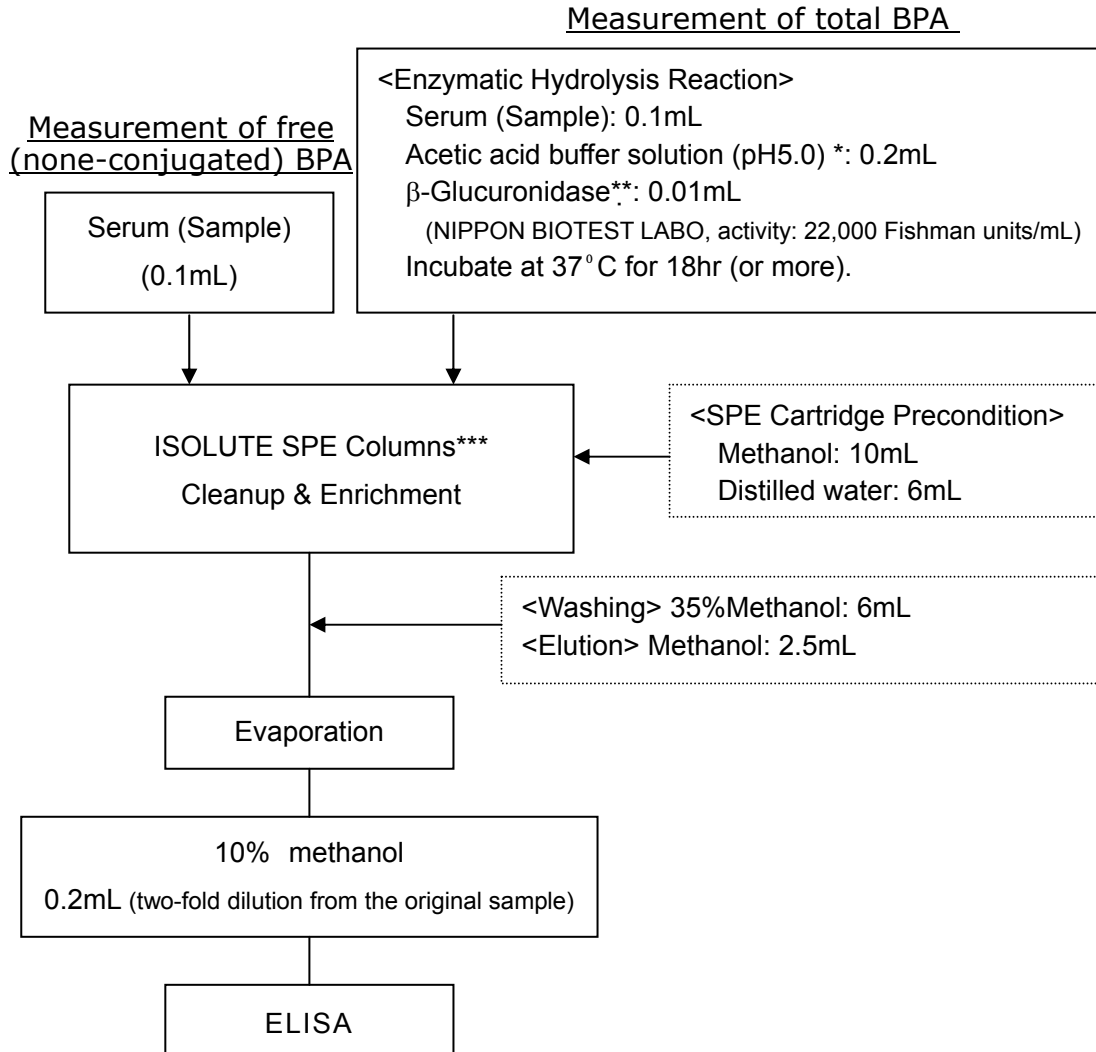 Measurement of total BPA
<Enzymatic Hydrolysis Reaction>
Serum (Sample): 0.1mL
Acetic acid buffer solution (pH5.0) *: 0.2mL
β-Glucuronidase**: 0.01mL
(NIPPON BIOTEST LABO, activity: 22,000 Fishman units/mL)
Incubate at 37⁰C for 18hr (or more).
Measurement of free
(none-conjugated) BPA
Serum (Sample)
(0.1mL)
ISOLUTE SPE Columns***
Cleanup & Enrichment
<SPE Cartridge Precondition>
Methanol: 10mL
Distilled water: 6mL
<Washing> 35%Methanol: 6mL
<Elution> Methanol: 2.5mL
Evaporation
10% methanol
0.2mL (two-fold dilution from the original sample)
ELISA